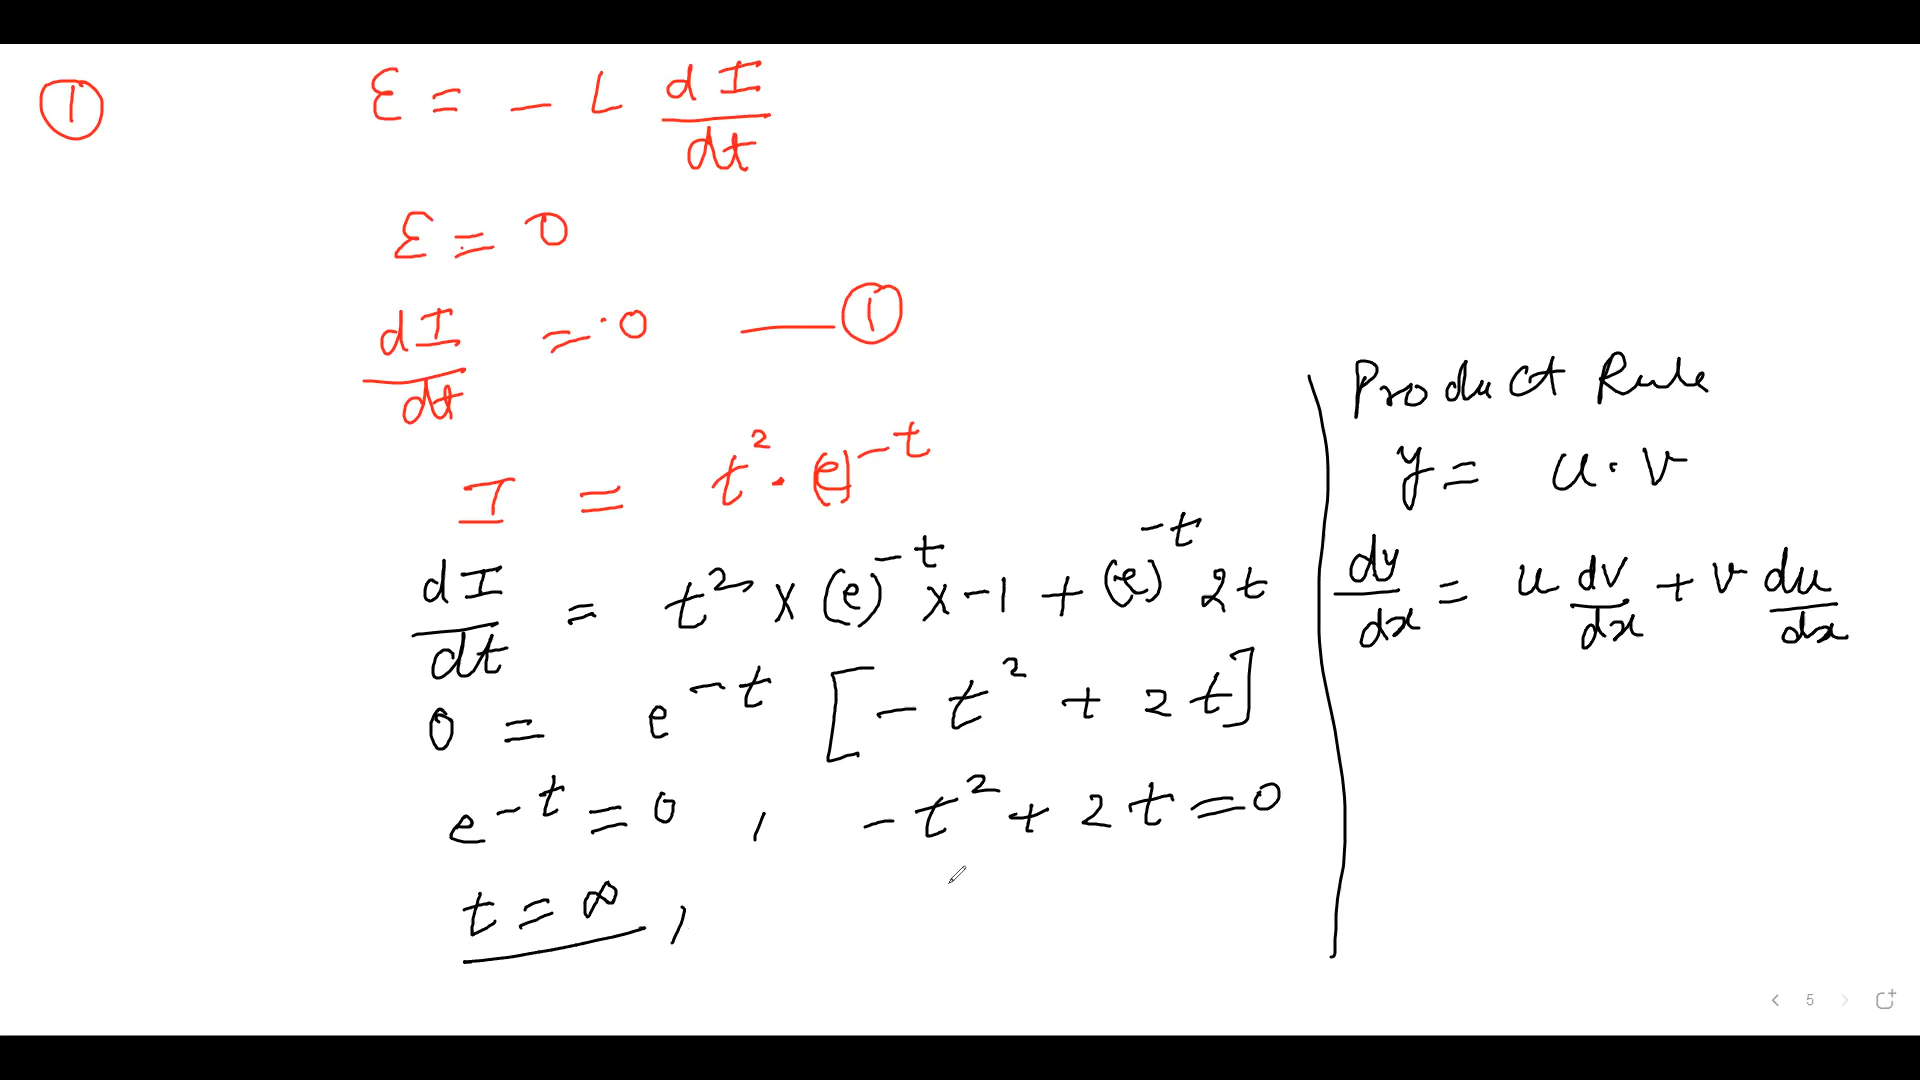 ① ε = - L dI/dt
ε = 0
dI/dt = 0 —— ①
I = t² · (e)^-t
dI/dt = t² × (e)^-t × -1 + (e)^-t 2t
0 = e^-t [- t² + 2t]
e^-t = 0 , - t² + 2t = 0
t = ∞ ,
Product Rule
y = u · v
dy/dx = u dv/dx + v du/dx
5